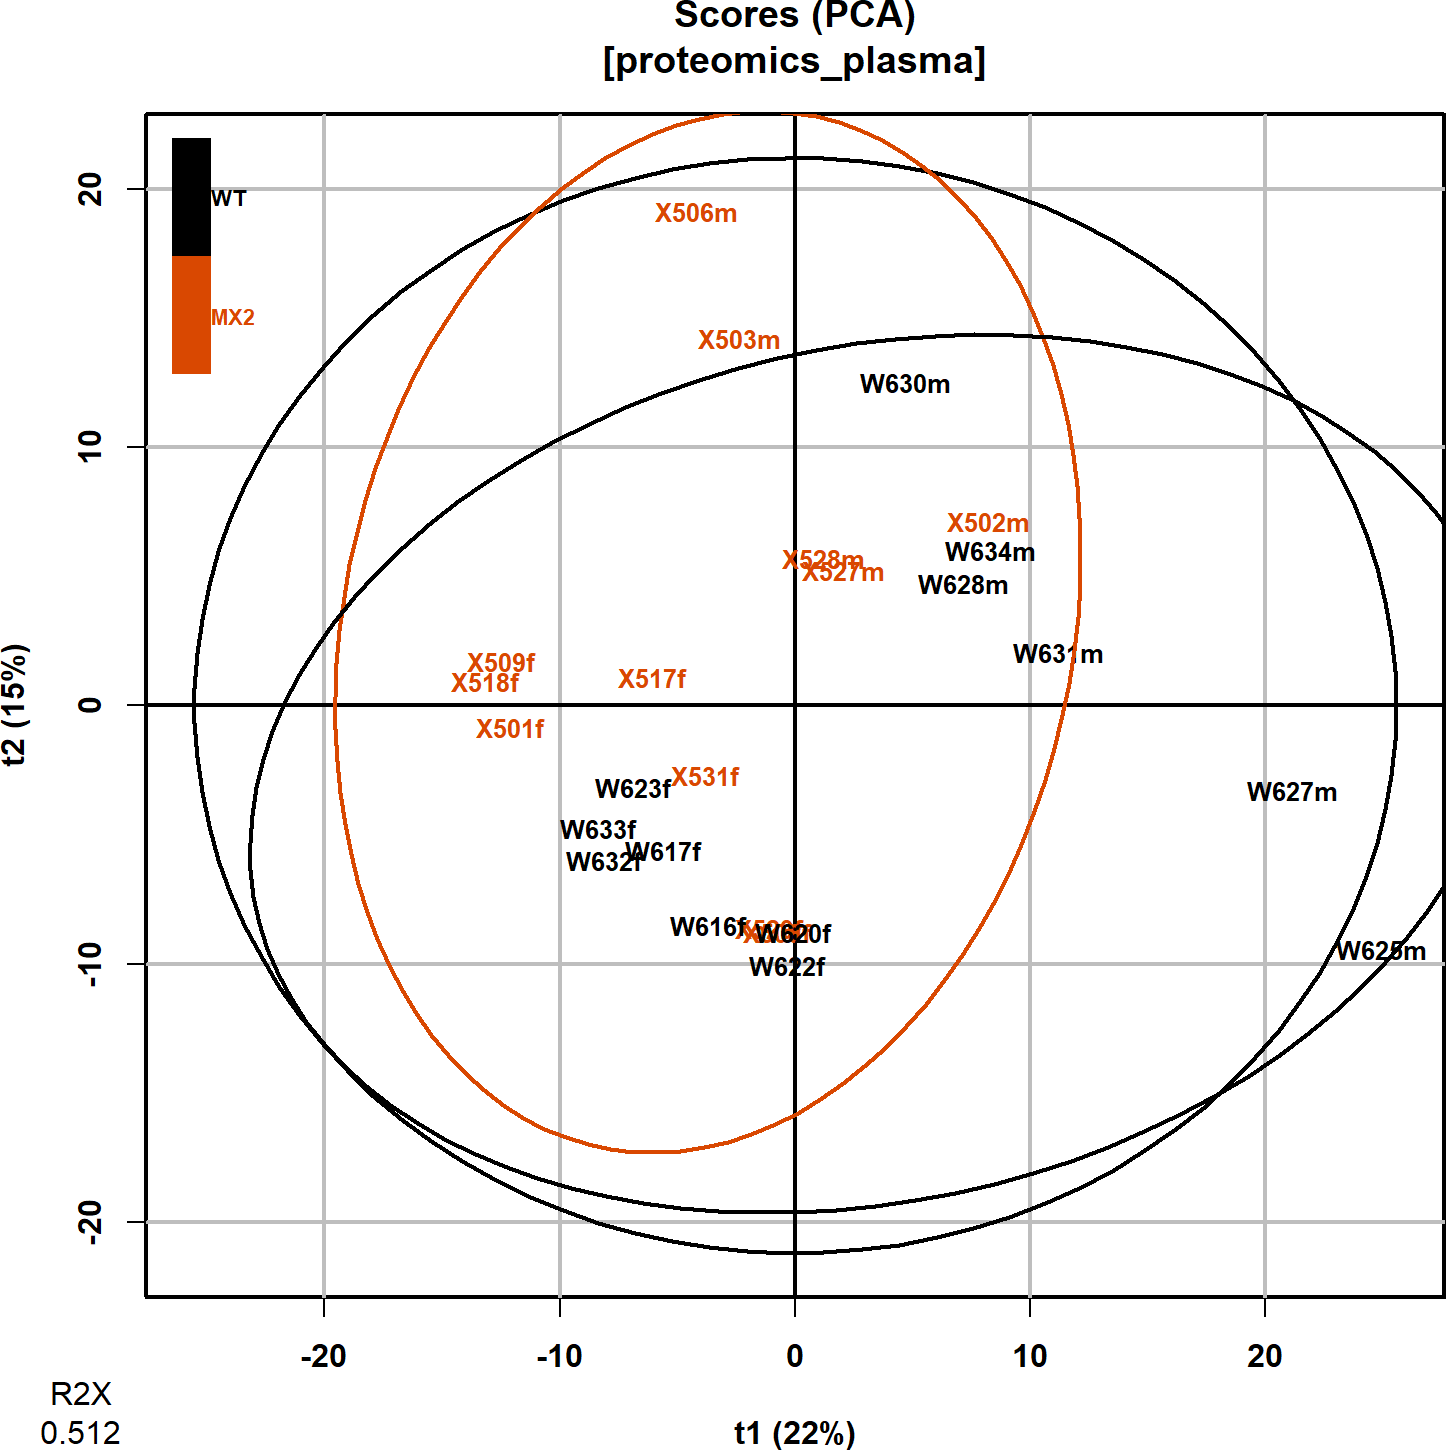 Scores (PCA)
[proteomics_plasma]
WT
MX2
20
10
0
-10
-20
t2 (15%)
X506m
X503m
W630m
X502m
W634m
X528m
X527m
W628m
W631m
X509f
X518f
X517f
X501f
X531f
W623f
W627m
W633f
W617f
W632f
W616f
W620f
W625m
W622f
-20
-10
0
10
20
R2X
0.512
t1 (22%)